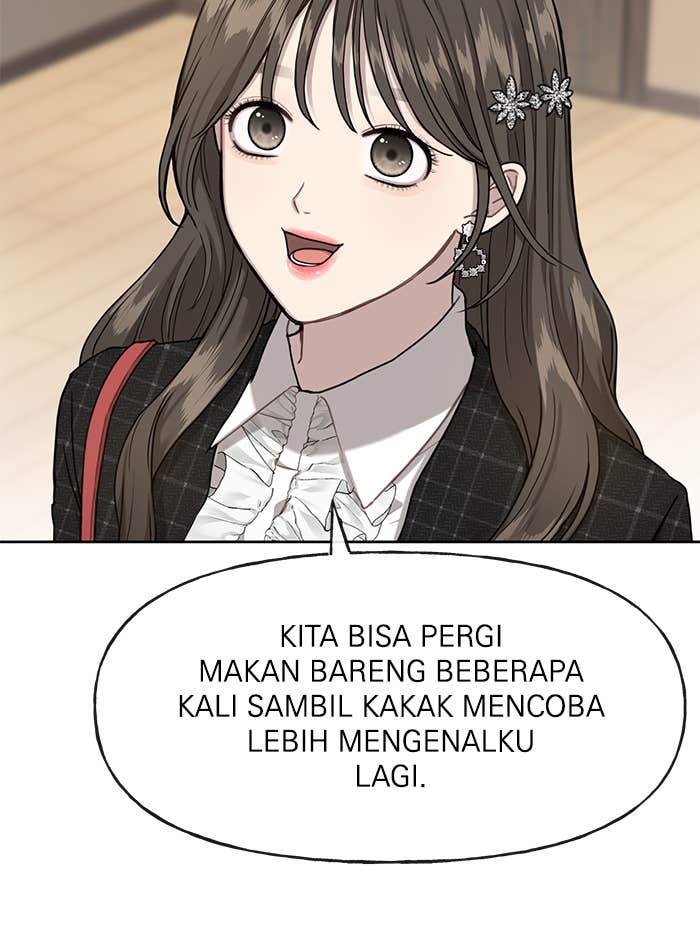 KITA BISA PERGI
MAKAN BARENG BEBERAPA
KALI SAMBIL KAKAK MENCOBA
LEBIH MENGENALKU
LAGI.